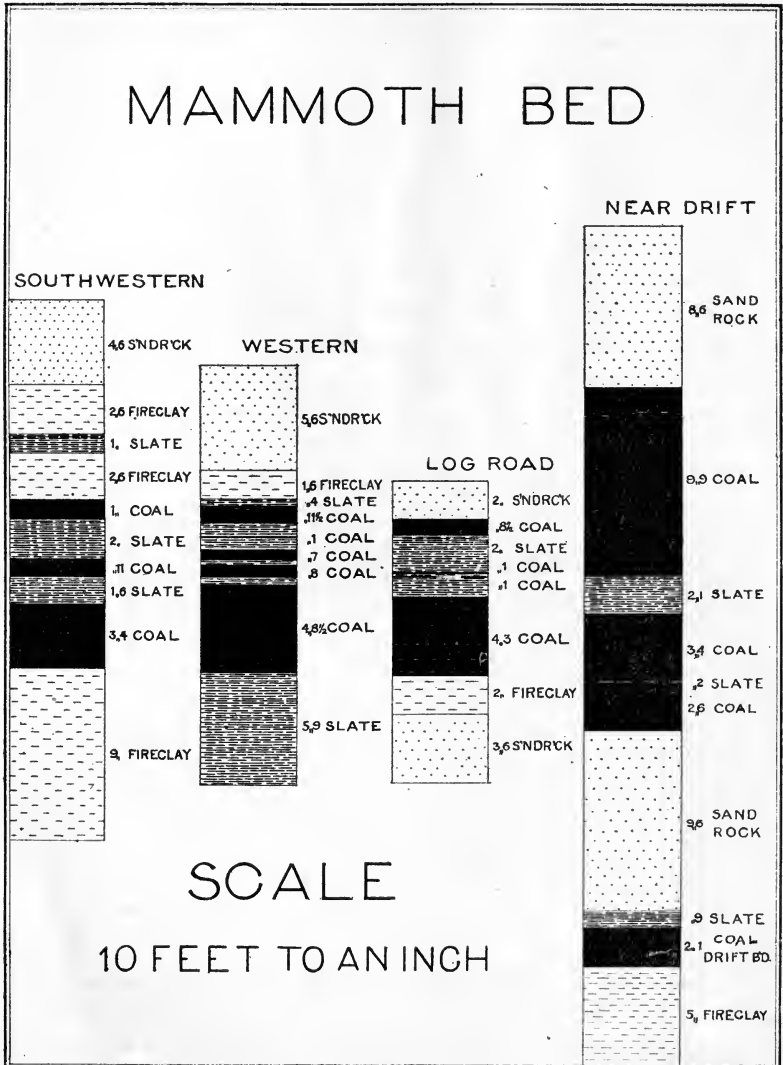 MAMMOTH BED
SOUTHWESTERN
4,6 S'NDR'CK
2,6 FIRECLAY
1,, SLATE
2,6 FIRECLAY
1,, COAL
2,, SLATE
,,11 COAL
1,6 SLATE
3,,4 COAL
9,, FIRECLAY
WESTERN
5,,6 S'NDR'CK
1,6 FIRECLAY
,,4 SLATE
,,11½ COAL
,,1 COAL
,,7 COAL
,,8 COAL
4,,8½ COAL
5,,9 SLATE
LOG ROAD
2,, S'NDR'CK
,,8½ COAL
2,, SLATE
,,1 COAL
,,1 COAL
4,,3 COAL
2,, FIRECLAY
3,,6 S'NDR'CK
NEAR DRIFT
8,,6 SAND
ROCK
9,,9 COAL
2,,1 SLATE
3,,4 COAL
,,2 SLATE
2,,6 COAL
9,,6 SAND
ROCK
,,9 SLATE
2,,1 COAL
DRIFT B'D.
5,, FIRECLAY
SCALE
10 FEET TO AN INCH